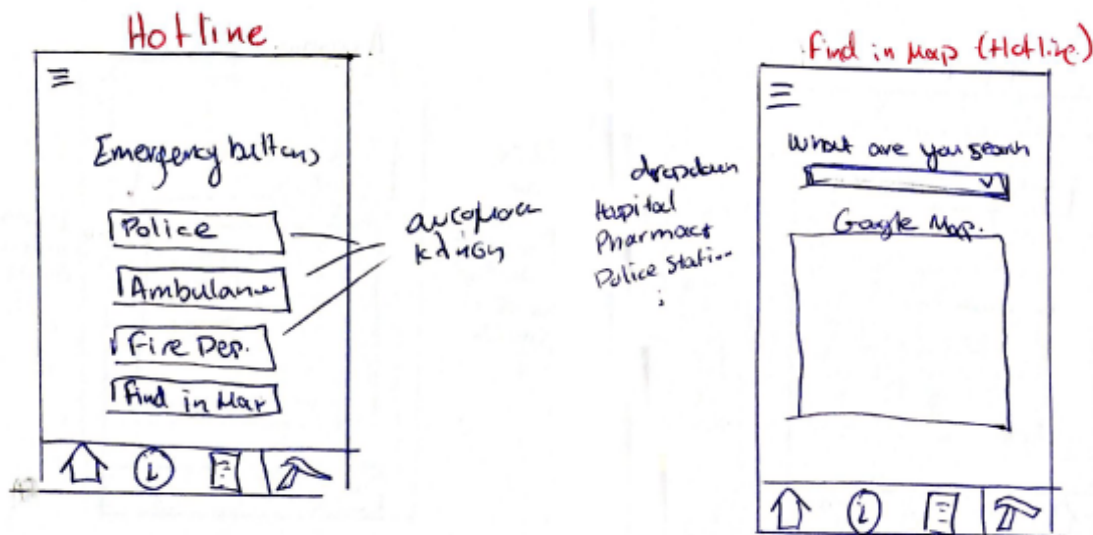 Hotline
Emergency buttons
Police
Ambulance
Fire Dep.
Find in Map
αυτόματη
κλήση
Find in Map (Hotline)
What are you search
dropdown
Hospital
Pharmacy
Police Station
Google Map.
i
i